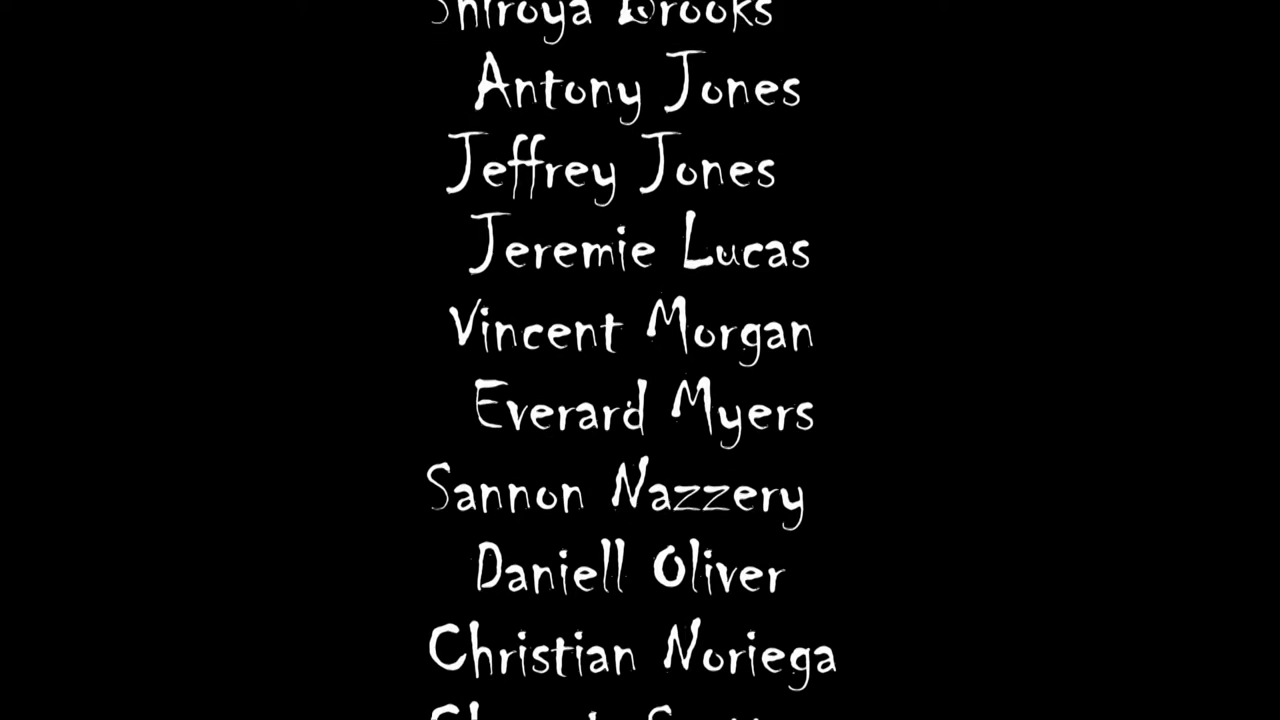 Shiroya Brooks
Antony Jones
Jeffrey Jones
Jeremie Lucas
Vincent Morgan
Everard Myers
Sannon Nazzery
Daniell Oliver
Christian Noriega